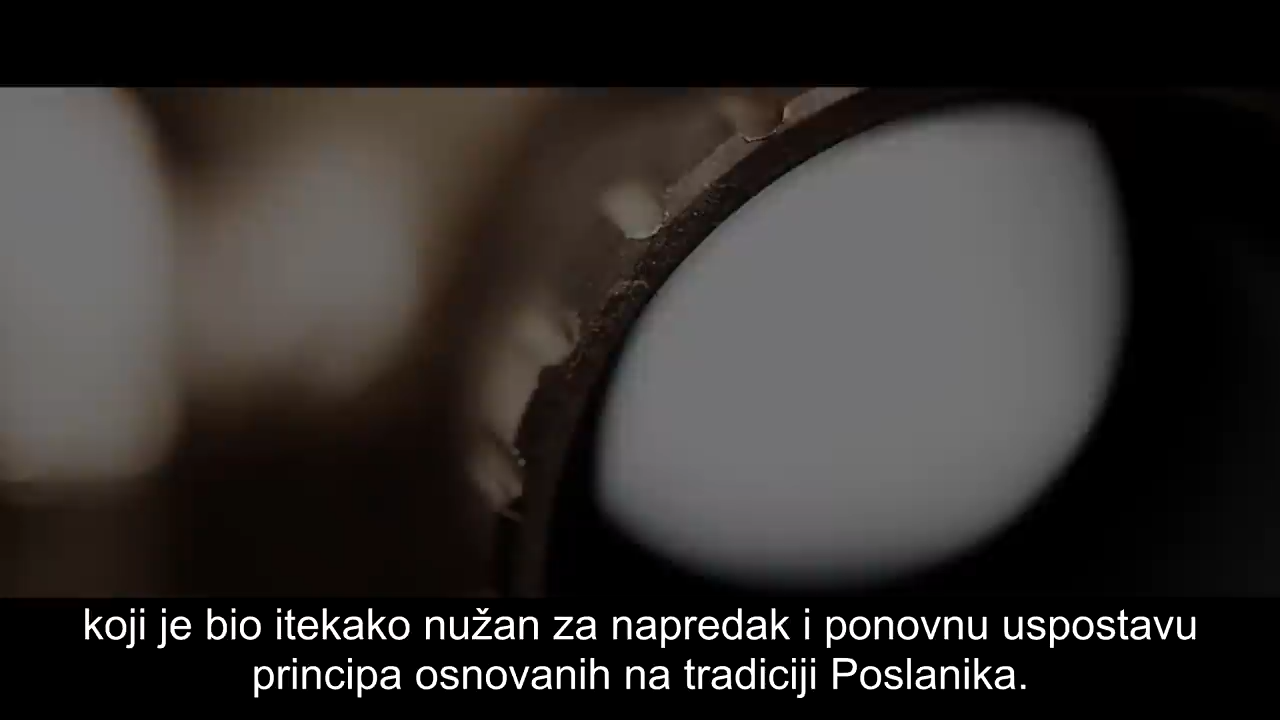 koji je bio itekako nužan za napredak i ponovnu uspostavu
principa osnovanih na tradiciji Poslanika.